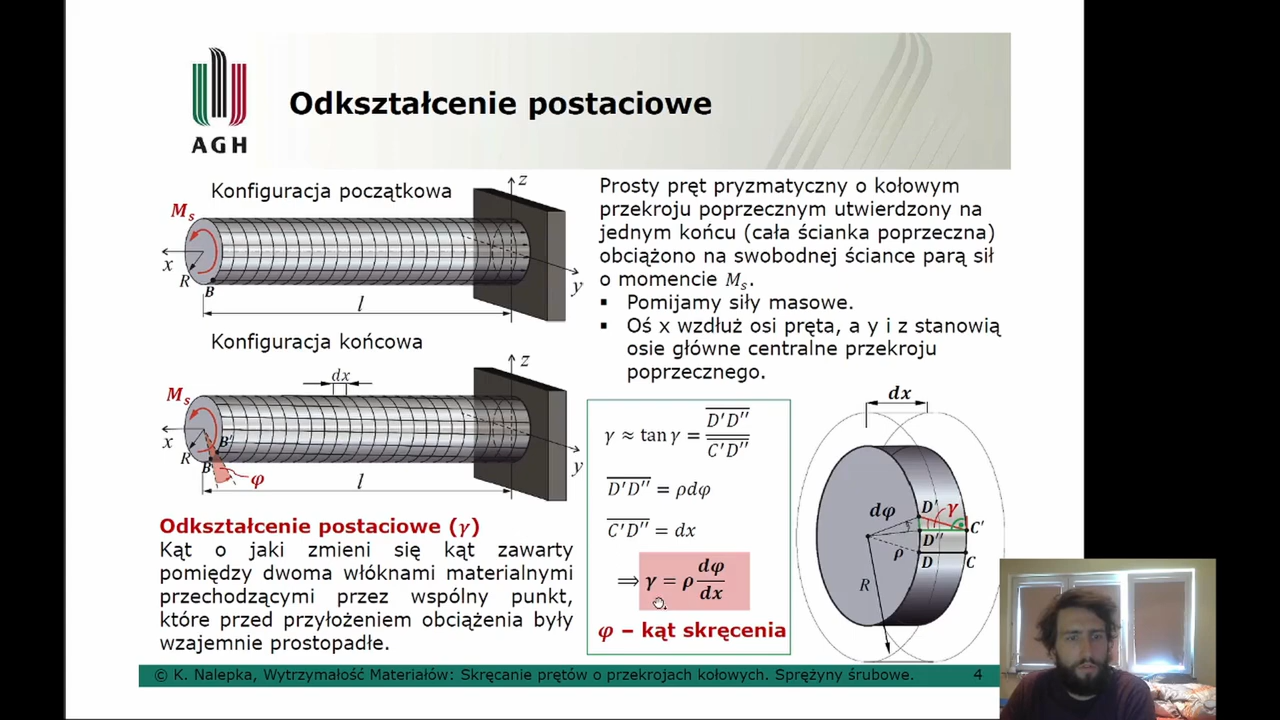 AGH
Odkształcenie postaciowe
Konfiguracja początkowa
z
M_s
x
R
B
y
l
Konfiguracja końcowa
z
dx
M_s
x
B'
R
B
φ
y
l
Odkształcenie postaciowe (γ)
Kąt o jaki zmieni się kąt zawarty
pomiędzy dwoma włóknami materialnymi
przechodzącymi przez wspólny punkt,
które przed przyłożeniem obciążenia były
wzajemnie prostopadłe.
Prosty pręt pryzmatyczny o kołowym
przekroju poprzecznym utwierdzony na
jednym końcu (cała ścianka poprzeczna)
obciążono na swobodnej ściance parą sił
o momencie M_s.
▪ Pomijamy siły masowe.
▪ Oś x wzdłuż osi pręta, a y i z stanowią
osie główne centralne przekroju
poprzecznego.
γ ≈ tan γ = D'D'' / C'D''
D'D'' = ρdφ
C'D'' = dx
⟹ γ = ρ dφ/dx
φ – kąt skręcenia
dx
dφ
D'
γ
C'
D''
ρ
D
C
R
© K. Nalepka, Wytrzymałość Materiałów: Skręcanie prętów o przekrojach kołowych. Sprężyny śrubowe.
4